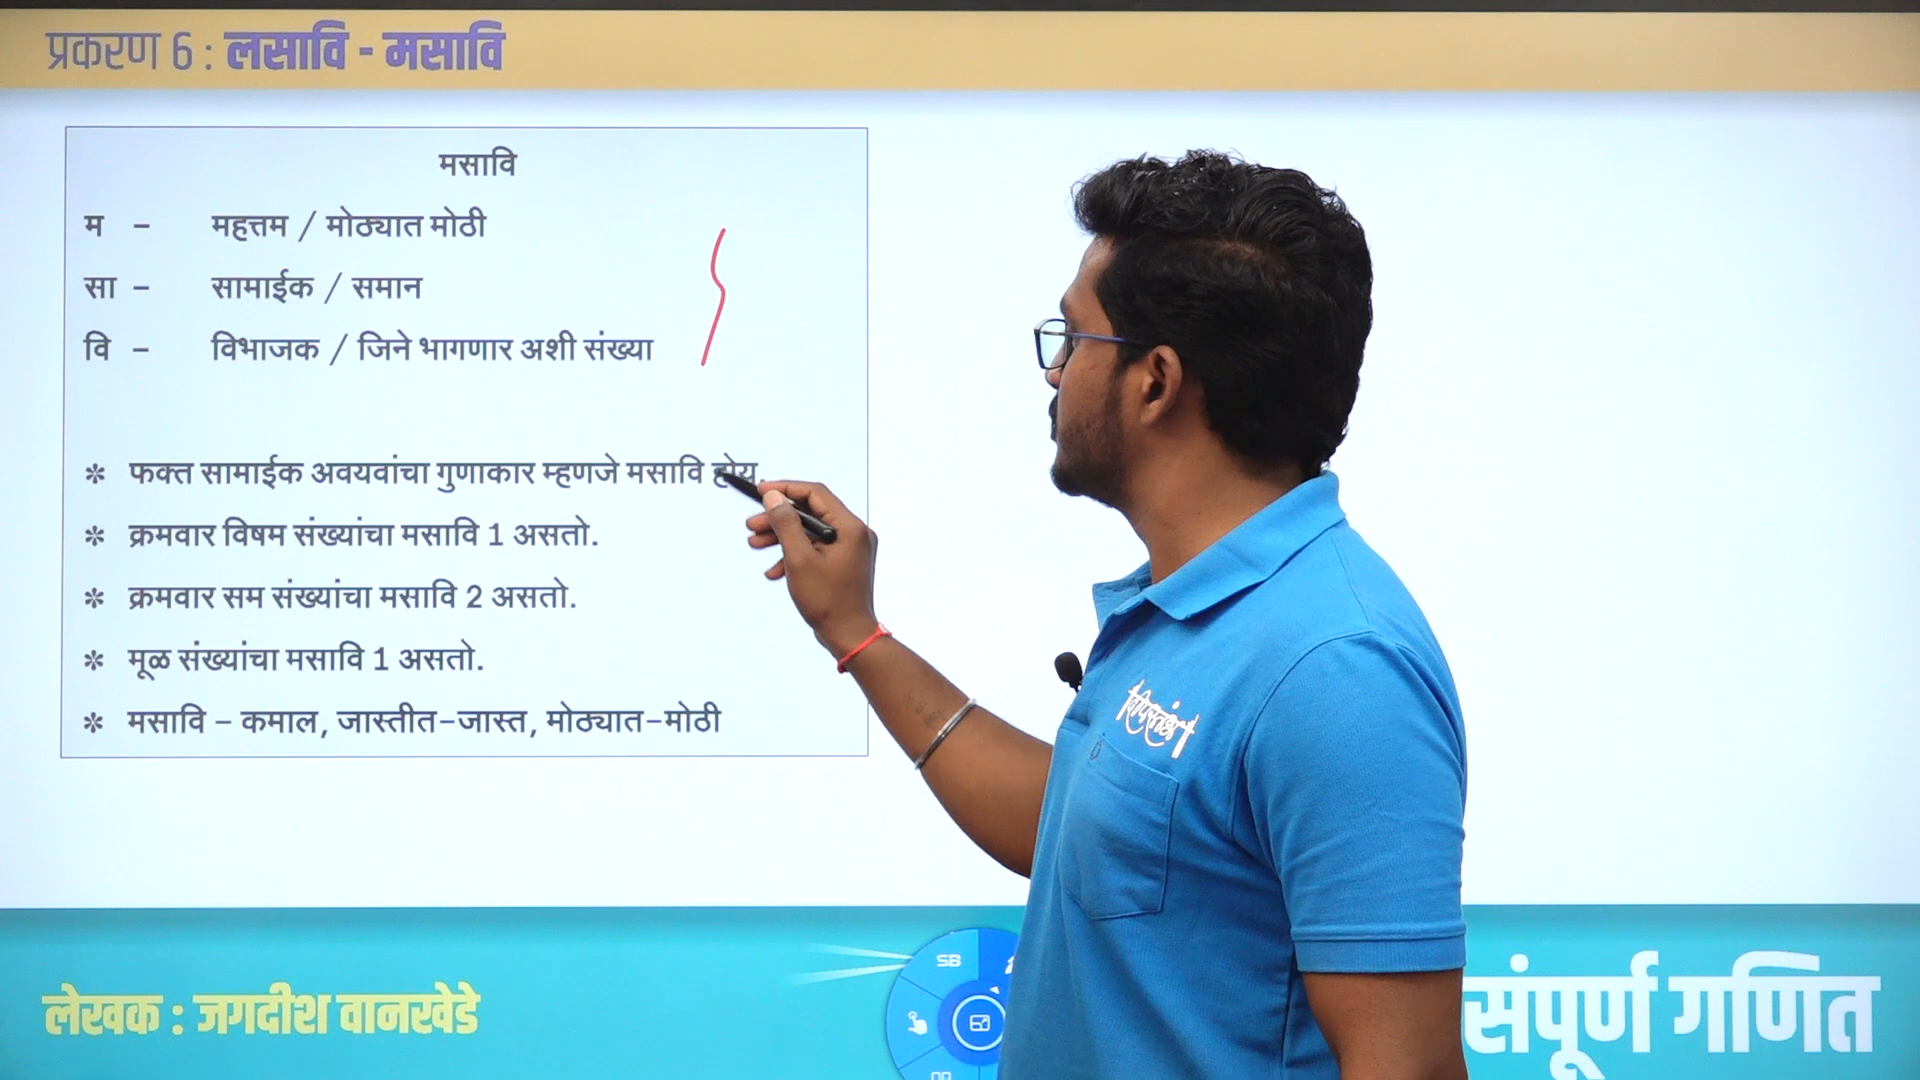 प्रकरण 6 : लसावि - मसावि
मसावि
म - महत्तम / मोठ्यात मोठी
सा - सामाईक / समान
वि - विभाजक / जिने भागणार अशी संख्या
* फक्त सामाईक अवयवांचा गुणाकार म्हणजे मसावि होय.
* क्रमवार विषम संख्यांचा मसावि 1 असतो.
* क्रमवार सम संख्यांचा मसावि 2 असतो.
* मूळ संख्यांचा मसावि 1 असतो.
* मसावि – कमाल, जास्तीत-जास्त, मोठ्यात-मोठी
SB
लेखक : जगदीश वानखेडे
संपूर्ण गणित